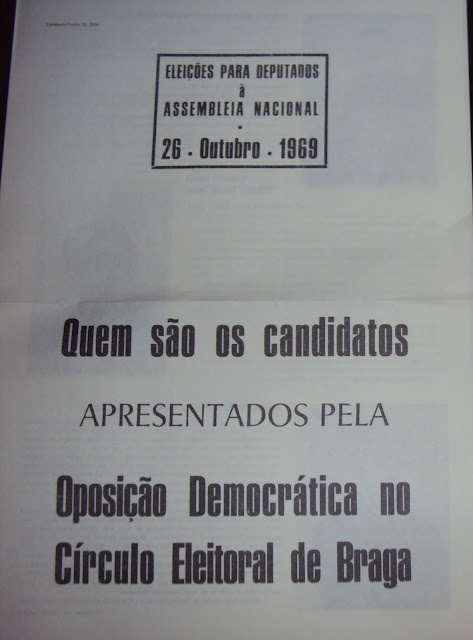 ELEIÇÕES PARA DEPUTADOS
à
ASSEMBLEIA NACIONAL
•
26 • Outubro • 1969
Quem são os candidatos
APRESENTADOS PELA
Oposição Democrática no
Círculo Eleitoral de Braga